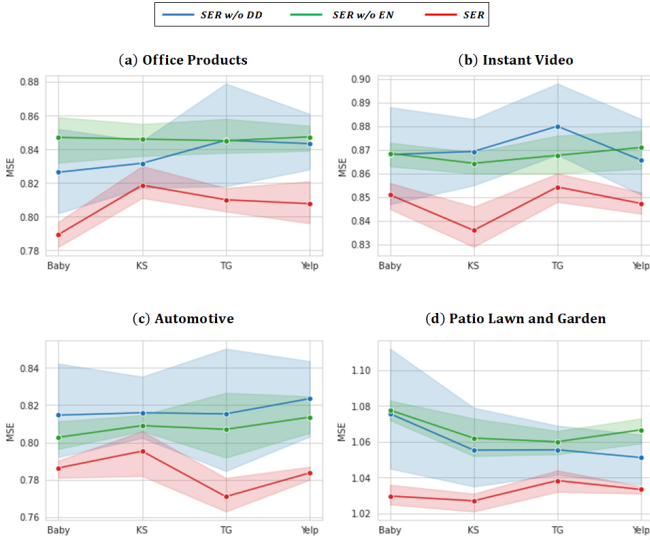 SER w/o DD SER w/o EN SER
(a) Office Products (b) Instant Video
0.88
0.86
0.84
0.82
0.80
0.78
MSE
Baby KS TG Yelp
0.90
0.89
0.88
0.87
0.86
0.85
0.84
0.83
MSE
Baby KS TG Yelp
(c) Automotive (d) Patio Lawn and Garden
0.84
0.82
0.80
0.78
0.76
MSE
Baby KS TG Yelp
1.10
1.08
1.06
1.04
1.02
MSE
Baby KS TG Yelp